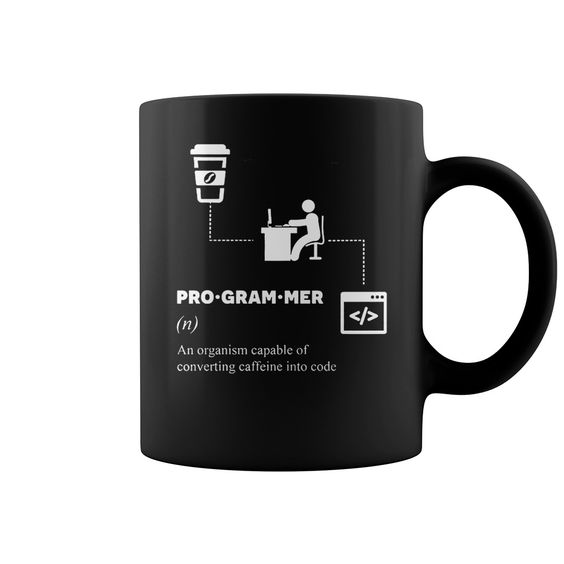 PRO•GRAM•MER
(n)
An organism capable of
converting caffeine into code
</>